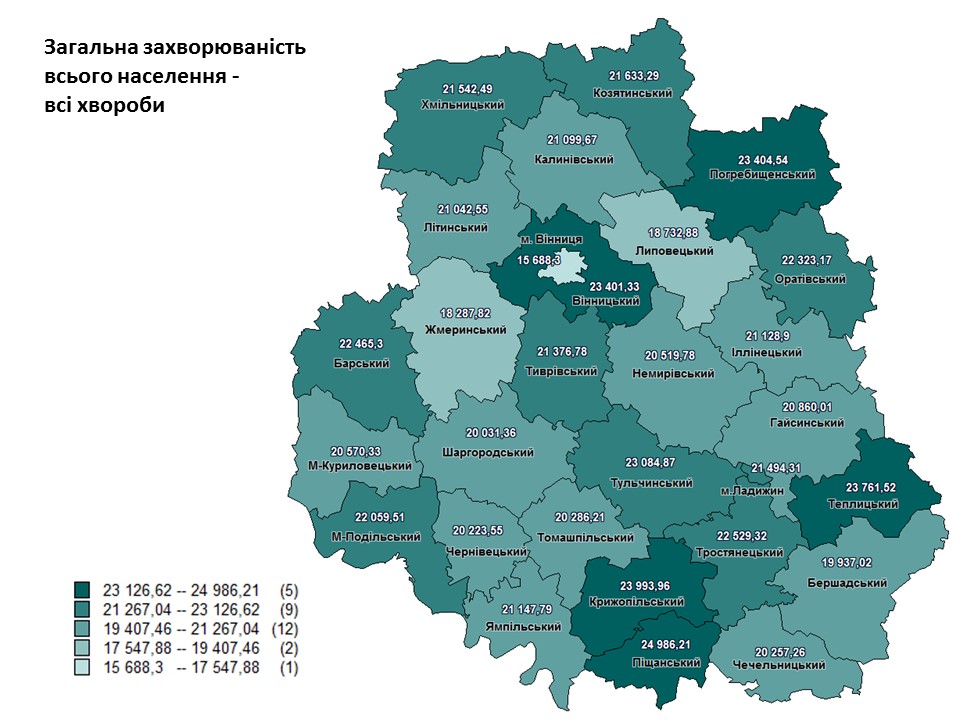 Загальна захворюваність
всього населення -
всі хвороби
21 633,29
Козятинський
21 542,49
Хмільницький
21 099,67
Калинівський
23 404,54
Погребищенський
21 042,55
Літинський
18 732,88
Липовецький
м. Вінниця
15 688,3
23 401,33
Вінницький
22 323,17
Оратівський
18 287,82
Жмеринський
22 465,3
Барський
21 376,78
Тиврівський
20 519,78
Немирівський
21 128,9
Іллінецький
20 860,01
Гайсинський
20 031,36
Шаргородський
20 570,33
М-Куриловецький
23 084,87
Тульчинський
21 494,31
м.Ладижин
23 761,52
Теплицький
22 059,51
М-Подільський
20 223,55
Чернівецький
20 286,21
Томашпільський
22 529,32
Тростянецький
19 937,02
Бершадський
23 993,96
Крижопільський
21 147,79
Ямпільський
24 986,21
Піщанський
20 257,26
Чечельницький
23 126,62 -- 24 986,21 (5)
21 267,04 -- 23 126,62 (9)
19 407,46 -- 21 267,04 (12)
17 547,88 -- 19 407,46 (2)
15 688,3 -- 17 547,88 (1)